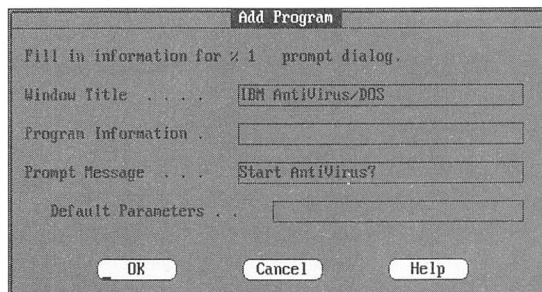 Add Program
Fill in information for % 1 prompt dialog.
Window Title . . . . IBM AntiVirus/DOS
Program Information .
Prompt Message . . . Start AntiVirus?
Default Parameters . .
OK Cancel Help